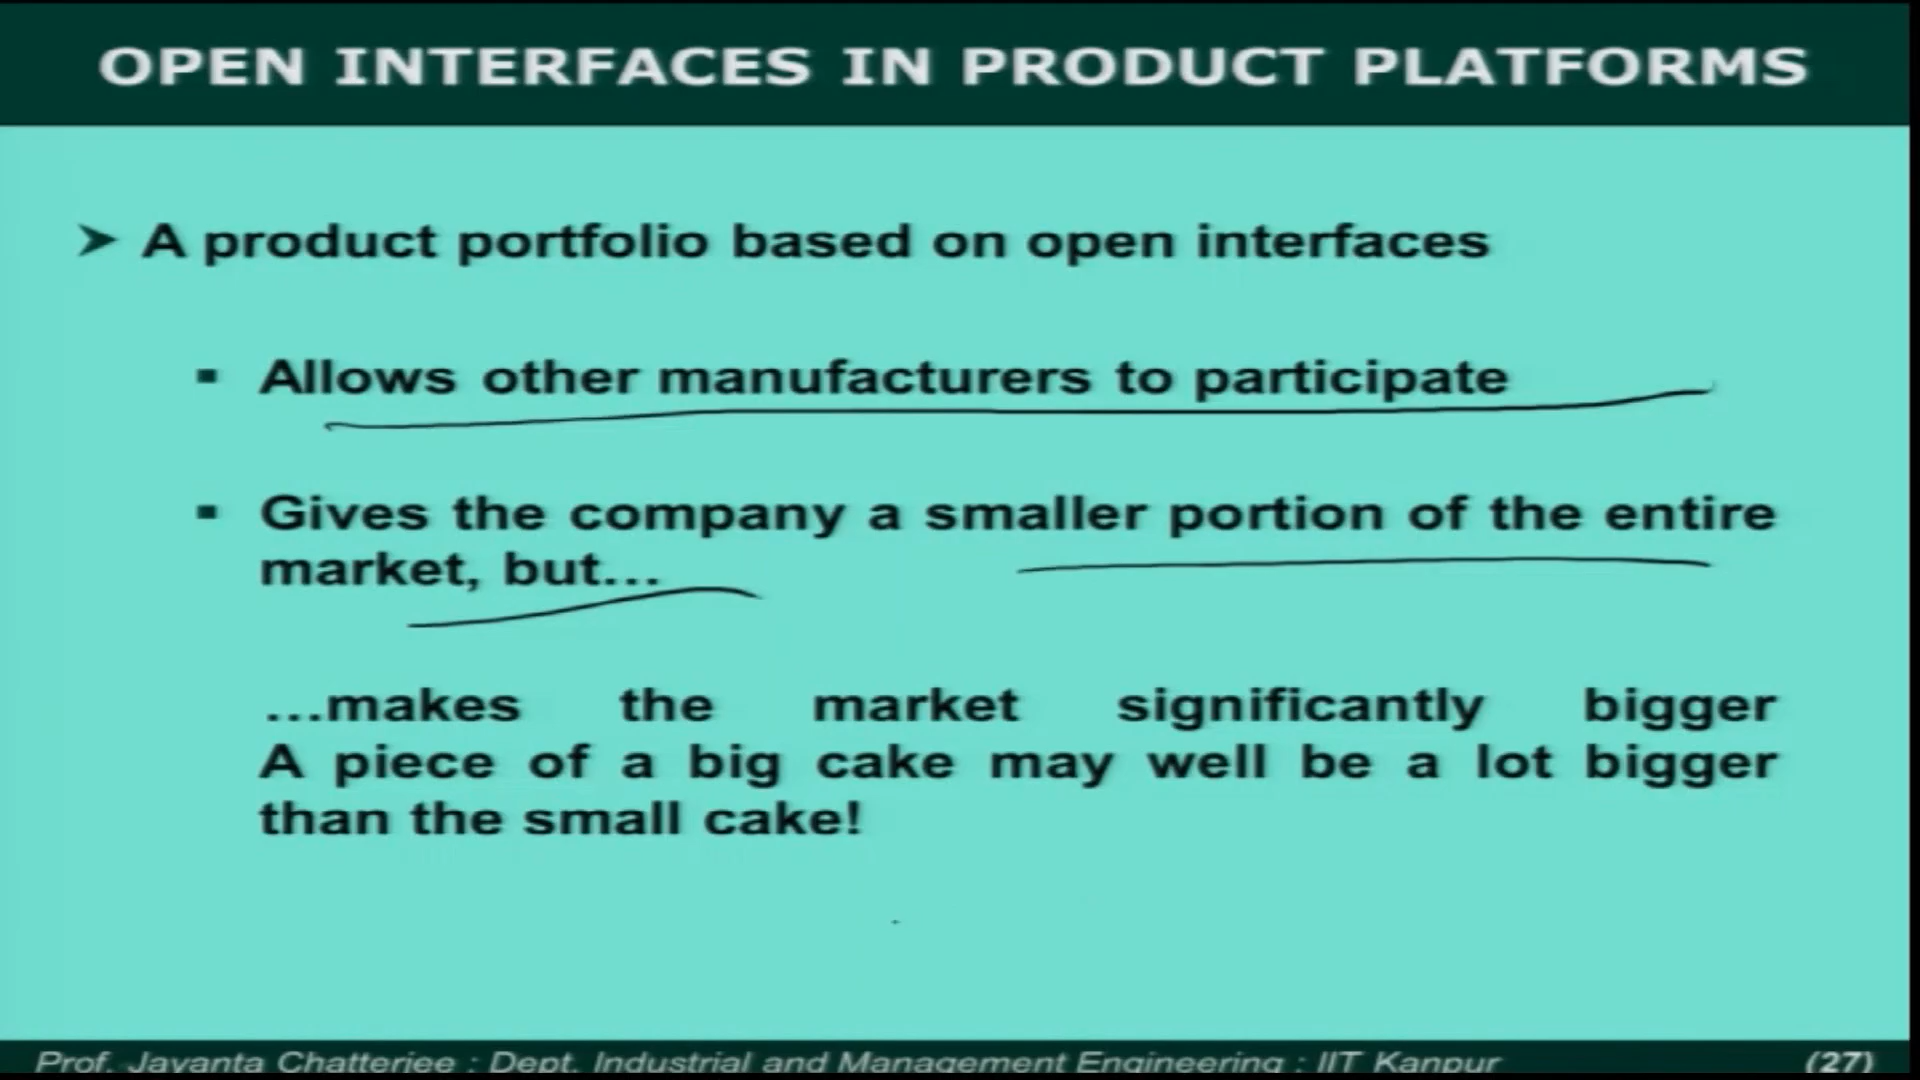 OPEN INTERFACES IN PRODUCT PLATFORMS
➤ A product portfolio based on open interfaces
▪ Allows other manufacturers to participate
▪ Gives the company a smaller portion of the entire
market, but...
...makes the market significantly bigger
A piece of a big cake may well be a lot bigger
than the small cake!
Prof. Jayanta Chatterjee : Dept. Industrial and Management Engineering : IIT Kanpur (27)